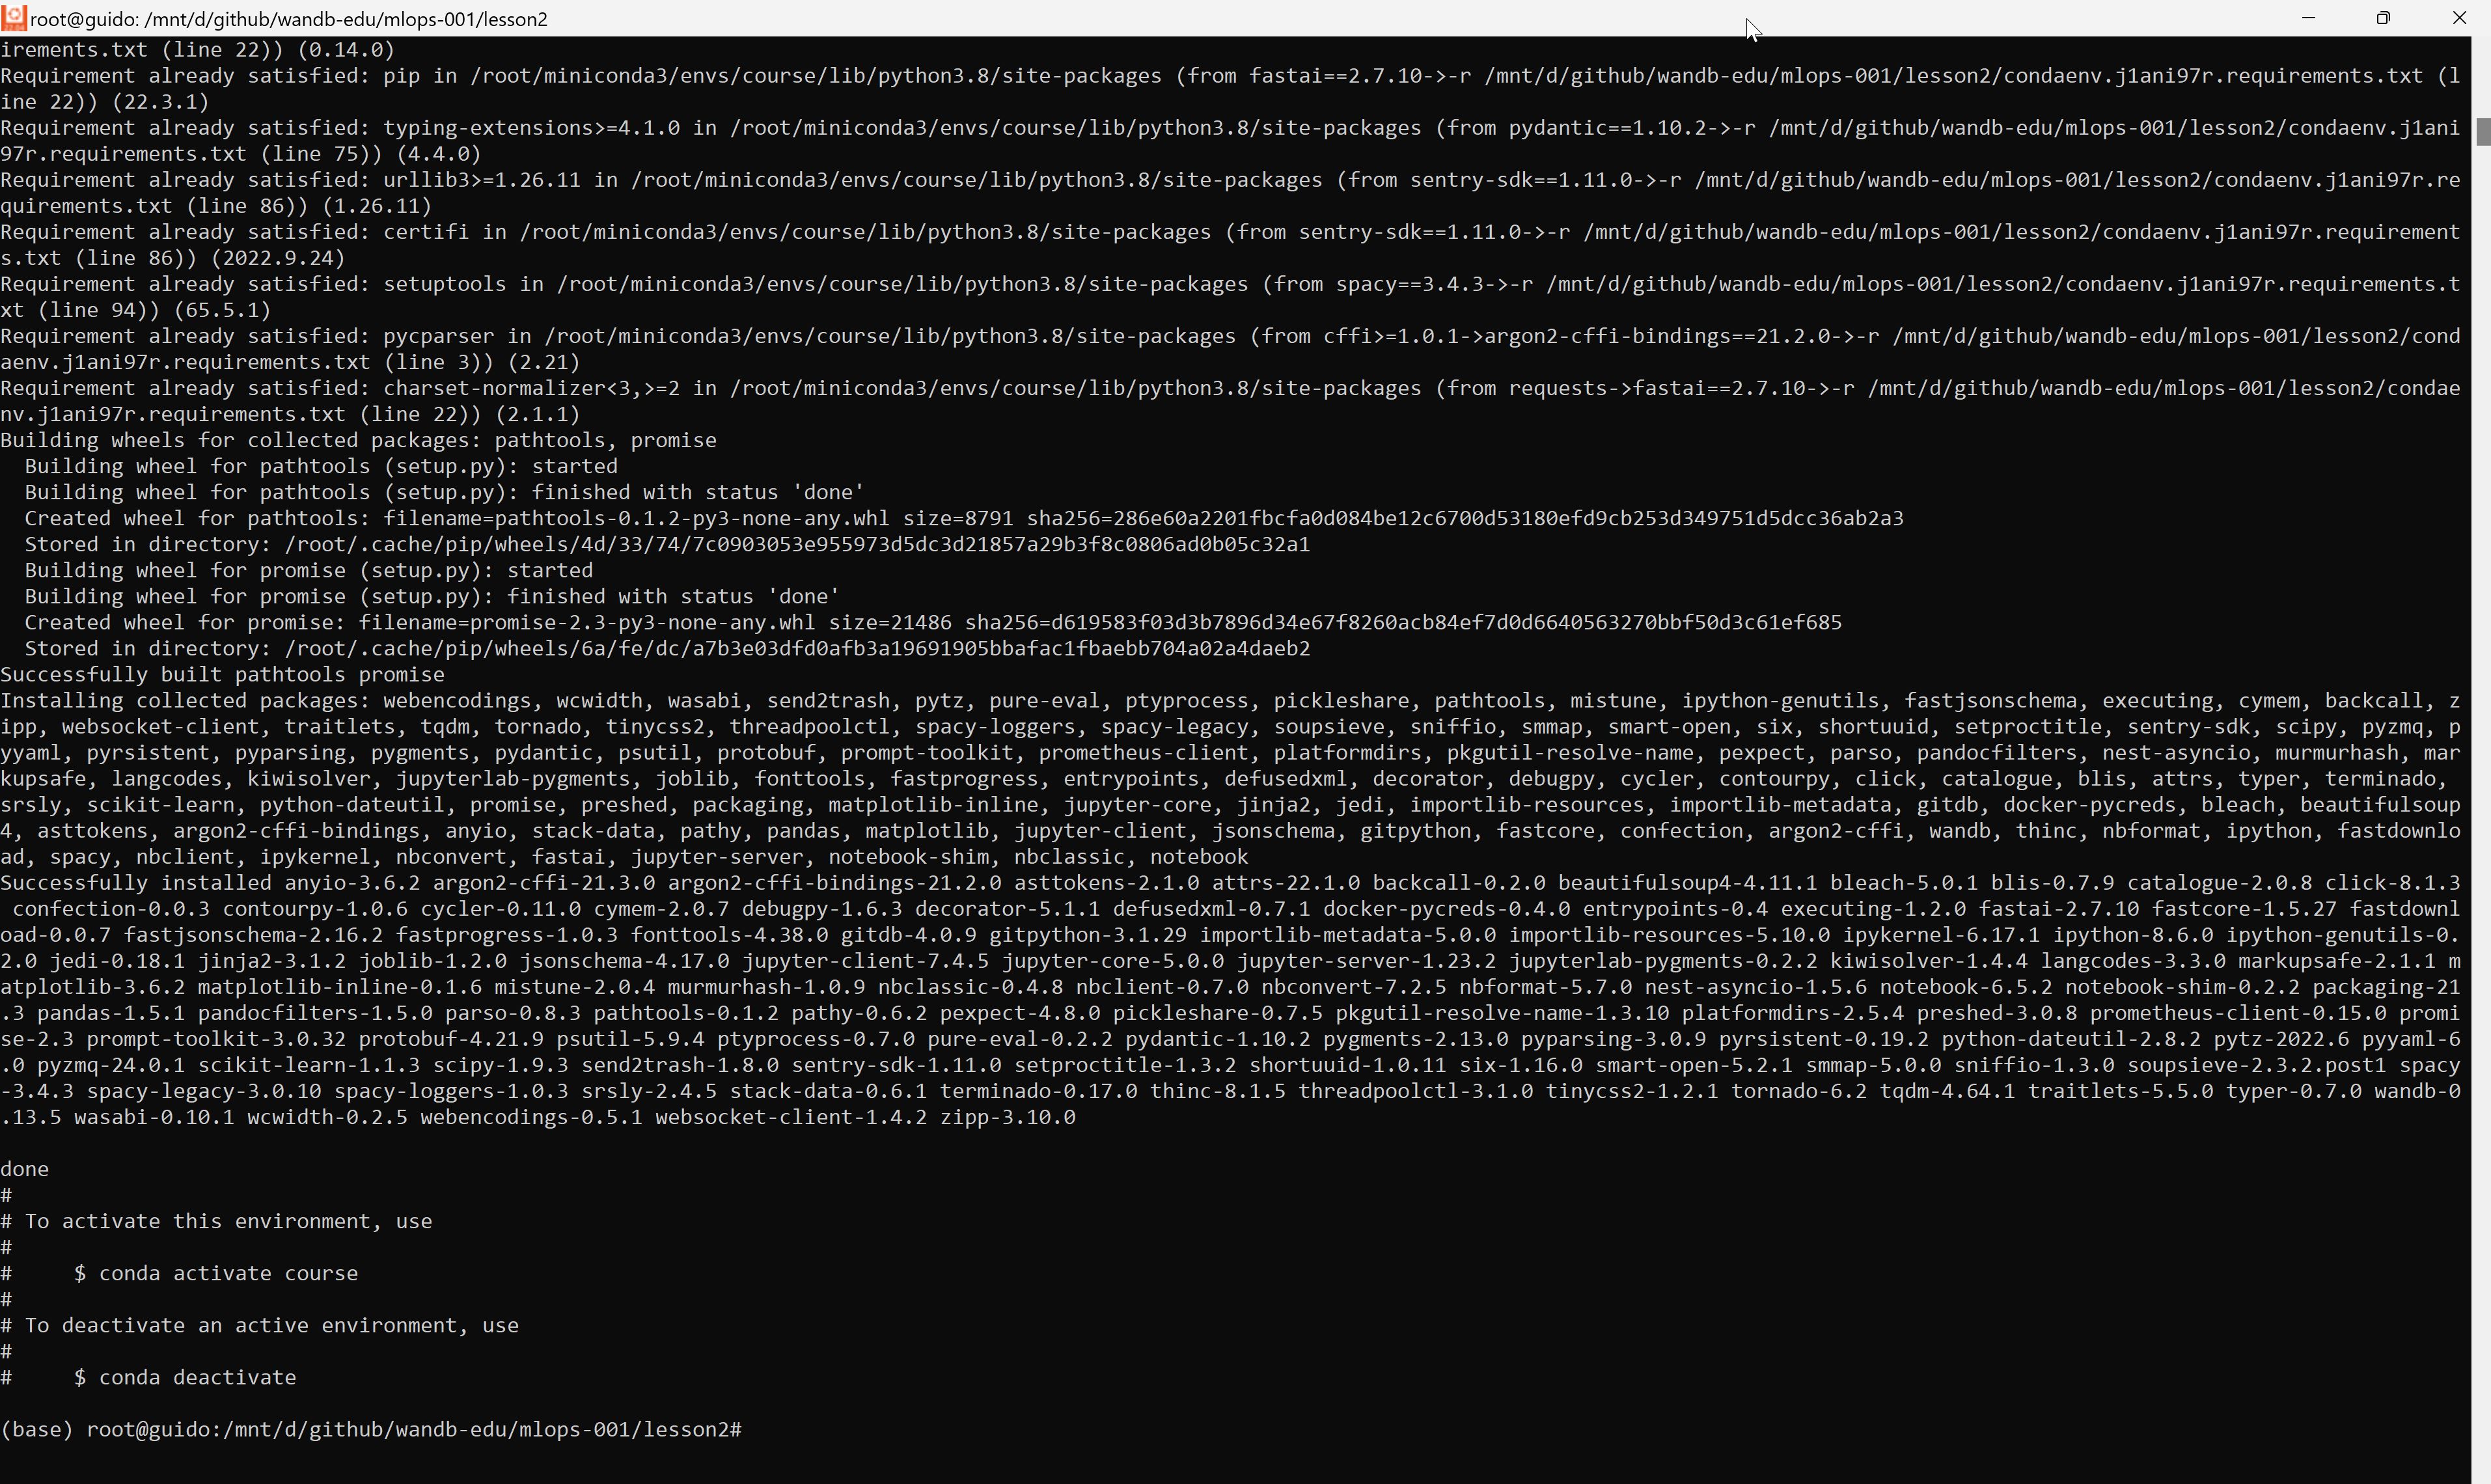 root@guido: /mnt/d/github/wandb-edu/mlops-001/lesson2
irements.txt (line 22)) (0.14.0)
Requirement already satisfied: pip in /root/miniconda3/envs/course/lib/python3.8/site-packages (from fastai==2.7.10->-r /mnt/d/github/wandb-edu/mlops-001/lesson2/condaenv.j1ani97r.requirements.txt (l
ine 22)) (22.3.1)
Requirement already satisfied: typing-extensions>=4.1.0 in /root/miniconda3/envs/course/lib/python3.8/site-packages (from pydantic==1.10.2->-r /mnt/d/github/wandb-edu/mlops-001/lesson2/condaenv.j1ani
97r.requirements.txt (line 75)) (4.4.0)
Requirement already satisfied: urllib3>=1.26.11 in /root/miniconda3/envs/course/lib/python3.8/site-packages (from sentry-sdk==1.11.0->-r /mnt/d/github/wandb-edu/mlops-001/lesson2/condaenv.j1ani97r.re
quirements.txt (line 86)) (1.26.11)
Requirement already satisfied: certifi in /root/miniconda3/envs/course/lib/python3.8/site-packages (from sentry-sdk==1.11.0->-r /mnt/d/github/wandb-edu/mlops-001/lesson2/condaenv.j1ani97r.requirement
s.txt (line 86)) (2022.9.24)
Requirement already satisfied: setuptools in /root/miniconda3/envs/course/lib/python3.8/site-packages (from spacy==3.4.3->-r /mnt/d/github/wandb-edu/mlops-001/lesson2/condaenv.j1ani97r.requirements.t
xt (line 94)) (65.5.1)
Requirement already satisfied: pycparser in /root/miniconda3/envs/course/lib/python3.8/site-packages (from cffi>=1.0.1->argon2-cffi-bindings==21.2.0->-r /mnt/d/github/wandb-edu/mlops-001/lesson2/cond
aenv.j1ani97r.requirements.txt (line 3)) (2.21)
Requirement already satisfied: charset-normalizer<3,>=2 in /root/miniconda3/envs/course/lib/python3.8/site-packages (from requests->fastai==2.7.10->-r /mnt/d/github/wandb-edu/mlops-001/lesson2/condae
nv.j1ani97r.requirements.txt (line 22)) (2.1.1)
Building wheels for collected packages: pathtools, promise
  Building wheel for pathtools (setup.py): started
  Building wheel for pathtools (setup.py): finished with status 'done'
  Created wheel for pathtools: filename=pathtools-0.1.2-py3-none-any.whl size=8791 sha256=286e60a2201fbcfa0d084be12c6700d53180efd9cb253d349751d5dcc36ab2a3
  Stored in directory: /root/.cache/pip/wheels/4d/33/74/7c0903053e955973d5dc3d21857a29b3f8c0806ad0b05c32a1
  Building wheel for promise (setup.py): started
  Building wheel for promise (setup.py): finished with status 'done'
  Created wheel for promise: filename=promise-2.3-py3-none-any.whl size=21486 sha256=d619583f03d3b7896d34e67f8260acb84ef7d0d6640563270bbf50d3c61ef685
  Stored in directory: /root/.cache/pip/wheels/6a/fe/dc/a7b3e03dfd0afb3a19691905bbafac1fbaebb704a02a4daeb2
Successfully built pathtools promise
Installing collected packages: webencodings, wcwidth, wasabi, send2trash, pytz, pure-eval, ptyprocess, pickleshare, pathtools, mistune, ipython-genutils, fastjsonschema, executing, cymem, backcall, z
ipp, websocket-client, traitlets, tqdm, tornado, tinycss2, threadpoolctl, spacy-loggers, spacy-legacy, soupsieve, sniffio, smmap, smart-open, six, shortuuid, setproctitle, sentry-sdk, scipy, pyzmq, p
yyaml, pyrsistent, pyparsing, pygments, pydantic, psutil, protobuf, prompt-toolkit, prometheus-client, platformdirs, pkgutil-resolve-name, pexpect, parso, pandocfilters, nest-asyncio, murmurhash, mar
kupsafe, langcodes, kiwisolver, jupyterlab-pygments, joblib, fonttools, fastprogress, entrypoints, defusedxml, decorator, debugpy, cycler, contourpy, click, catalogue, blis, attrs, typer, terminado,
srsly, scikit-learn, python-dateutil, promise, preshed, packaging, matplotlib-inline, jupyter-core, jinja2, jedi, importlib-resources, importlib-metadata, gitdb, docker-pycreds, bleach, beautifulsoup
4, asttokens, argon2-cffi-bindings, anyio, stack-data, pathy, pandas, matplotlib, jupyter-client, jsonschema, gitpython, fastcore, confection, argon2-cffi, wandb, thinc, nbformat, ipython, fastdownlo
ad, spacy, nbclient, ipykernel, nbconvert, fastai, jupyter-server, notebook-shim, nbclassic, notebook
Successfully installed anyio-3.6.2 argon2-cffi-21.3.0 argon2-cffi-bindings-21.2.0 asttokens-2.1.0 attrs-22.1.0 backcall-0.2.0 beautifulsoup4-4.11.1 bleach-5.0.1 blis-0.7.9 catalogue-2.0.8 click-8.1.3
 confection-0.0.3 contourpy-1.0.6 cycler-0.11.0 cymem-2.0.7 debugpy-1.6.3 decorator-5.1.1 defusedxml-0.7.1 docker-pycreds-0.4.0 entrypoints-0.4 executing-1.2.0 fastai-2.7.10 fastcore-1.5.27 fastdownl
oad-0.0.7 fastjsonschema-2.16.2 fastprogress-1.0.3 fonttools-4.38.0 gitdb-4.0.9 gitpython-3.1.29 importlib-metadata-5.0.0 importlib-resources-5.10.0 ipykernel-6.17.1 ipython-8.6.0 ipython-genutils-0.
2.0 jedi-0.18.1 jinja2-3.1.2 joblib-1.2.0 jsonschema-4.17.0 jupyter-client-7.4.5 jupyter-core-5.0.0 jupyter-server-1.23.2 jupyterlab-pygments-0.2.2 kiwisolver-1.4.4 langcodes-3.3.0 markupsafe-2.1.1 m
atplotlib-3.6.2 matplotlib-inline-0.1.6 mistune-2.0.4 murmurhash-1.0.9 nbclassic-0.4.8 nbclient-0.7.0 nbconvert-7.2.5 nbformat-5.7.0 nest-asyncio-1.5.6 notebook-6.5.2 notebook-shim-0.2.2 packaging-21
.3 pandas-1.5.1 pandocfilters-1.5.0 parso-0.8.3 pathtools-0.1.2 pathy-0.6.2 pexpect-4.8.0 pickleshare-0.7.5 pkgutil-resolve-name-1.3.10 platformdirs-2.5.4 preshed-3.0.8 prometheus-client-0.15.0 promi
se-2.3 prompt-toolkit-3.0.32 protobuf-4.21.9 psutil-5.9.4 ptyprocess-0.7.0 pure-eval-0.2.2 pydantic-1.10.2 pygments-2.13.0 pyparsing-3.0.9 pyrsistent-0.19.2 python-dateutil-2.8.2 pytz-2022.6 pyyaml-6
.0 pyzmq-24.0.1 scikit-learn-1.1.3 scipy-1.9.3 send2trash-1.8.0 sentry-sdk-1.11.0 setproctitle-1.3.2 shortuuid-1.0.11 six-1.16.0 smart-open-5.2.1 smmap-5.0.0 sniffio-1.3.0 soupsieve-2.3.2.post1 spacy
-3.4.3 spacy-legacy-3.0.10 spacy-loggers-1.0.3 srsly-2.4.5 stack-data-0.6.1 terminado-0.17.0 thinc-8.1.5 threadpoolctl-3.1.0 tinycss2-1.2.1 tornado-6.2 tqdm-4.64.1 traitlets-5.5.0 typer-0.7.0 wandb-0
.13.5 wasabi-0.10.1 wcwidth-0.2.5 webencodings-0.5.1 websocket-client-1.4.2 zipp-3.10.0
done
#
# To activate this environment, use
#
#     $ conda activate course
#
# To deactivate an active environment, use
#
#     $ conda deactivate
(base) root@guido:/mnt/d/github/wandb-edu/mlops-001/lesson2#